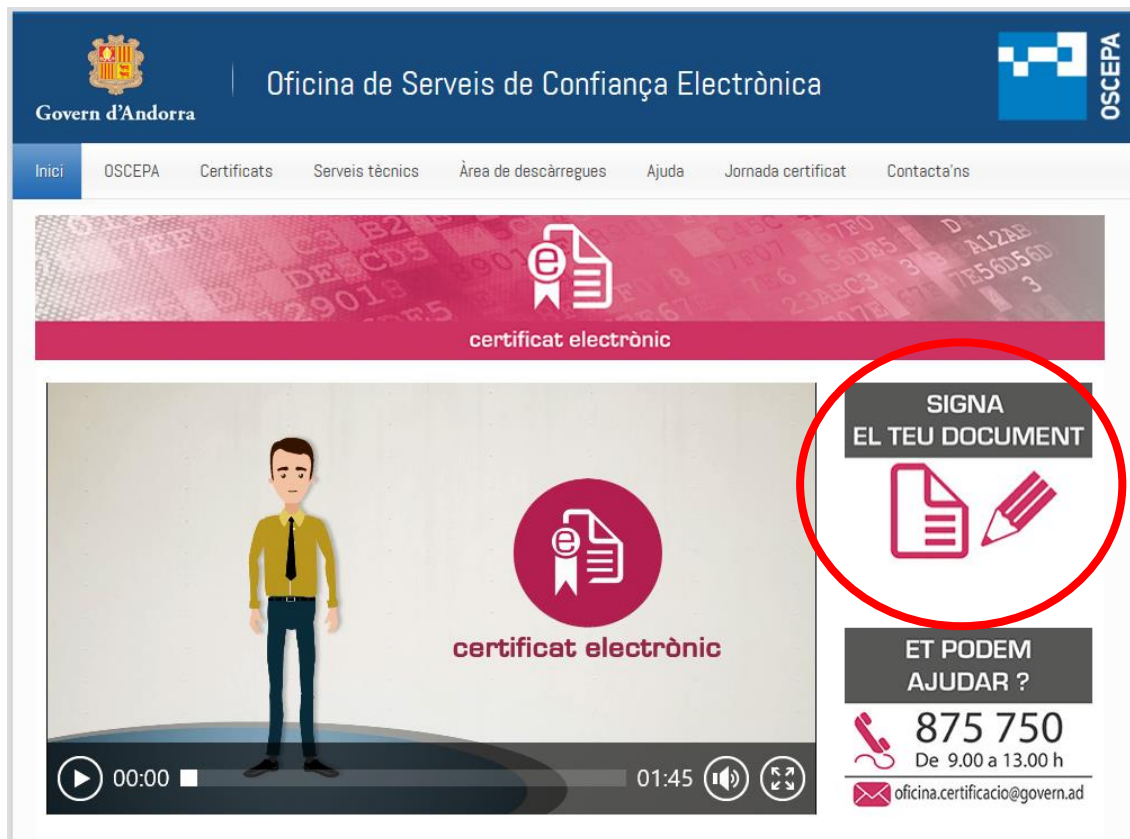 Govern d'Andorra
Oficina de Serveis de Confiança Electrònica
OSCEPA
Inici OSCEPA Certificats Serveis tècnics Àrea de descàrregues Ajuda Jornada certificat Contacta'ns
e
certificat electrònic
SIGNA
EL TEU DOCUMENT
e
certificat electrònic
ET PODEM
AJUDAR ?
875 750
De 9.00 a 13.00 h
oficina.certificacio@govern.ad
00:00 01:45